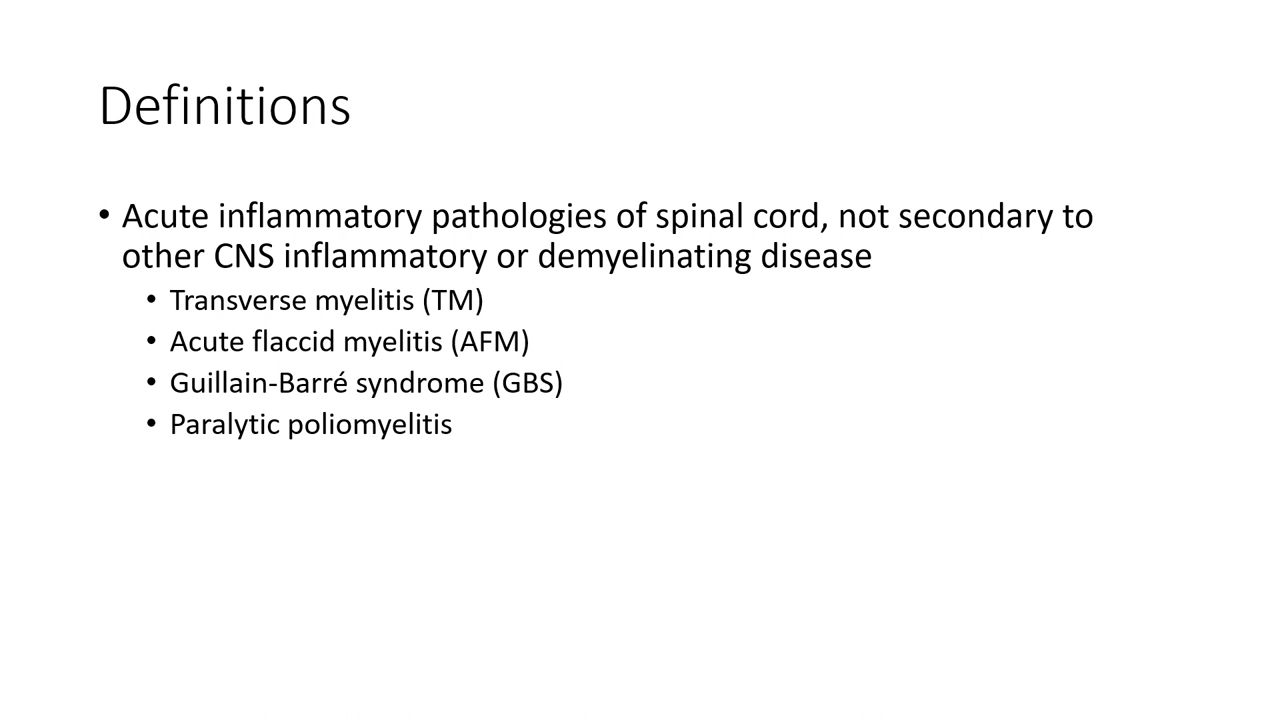 Definitions
• Acute inflammatory pathologies of spinal cord, not secondary to
other CNS inflammatory or demyelinating disease
• Transverse myelitis (TM)
• Acute flaccid myelitis (AFM)
• Guillain-Barré syndrome (GBS)
• Paralytic poliomyelitis